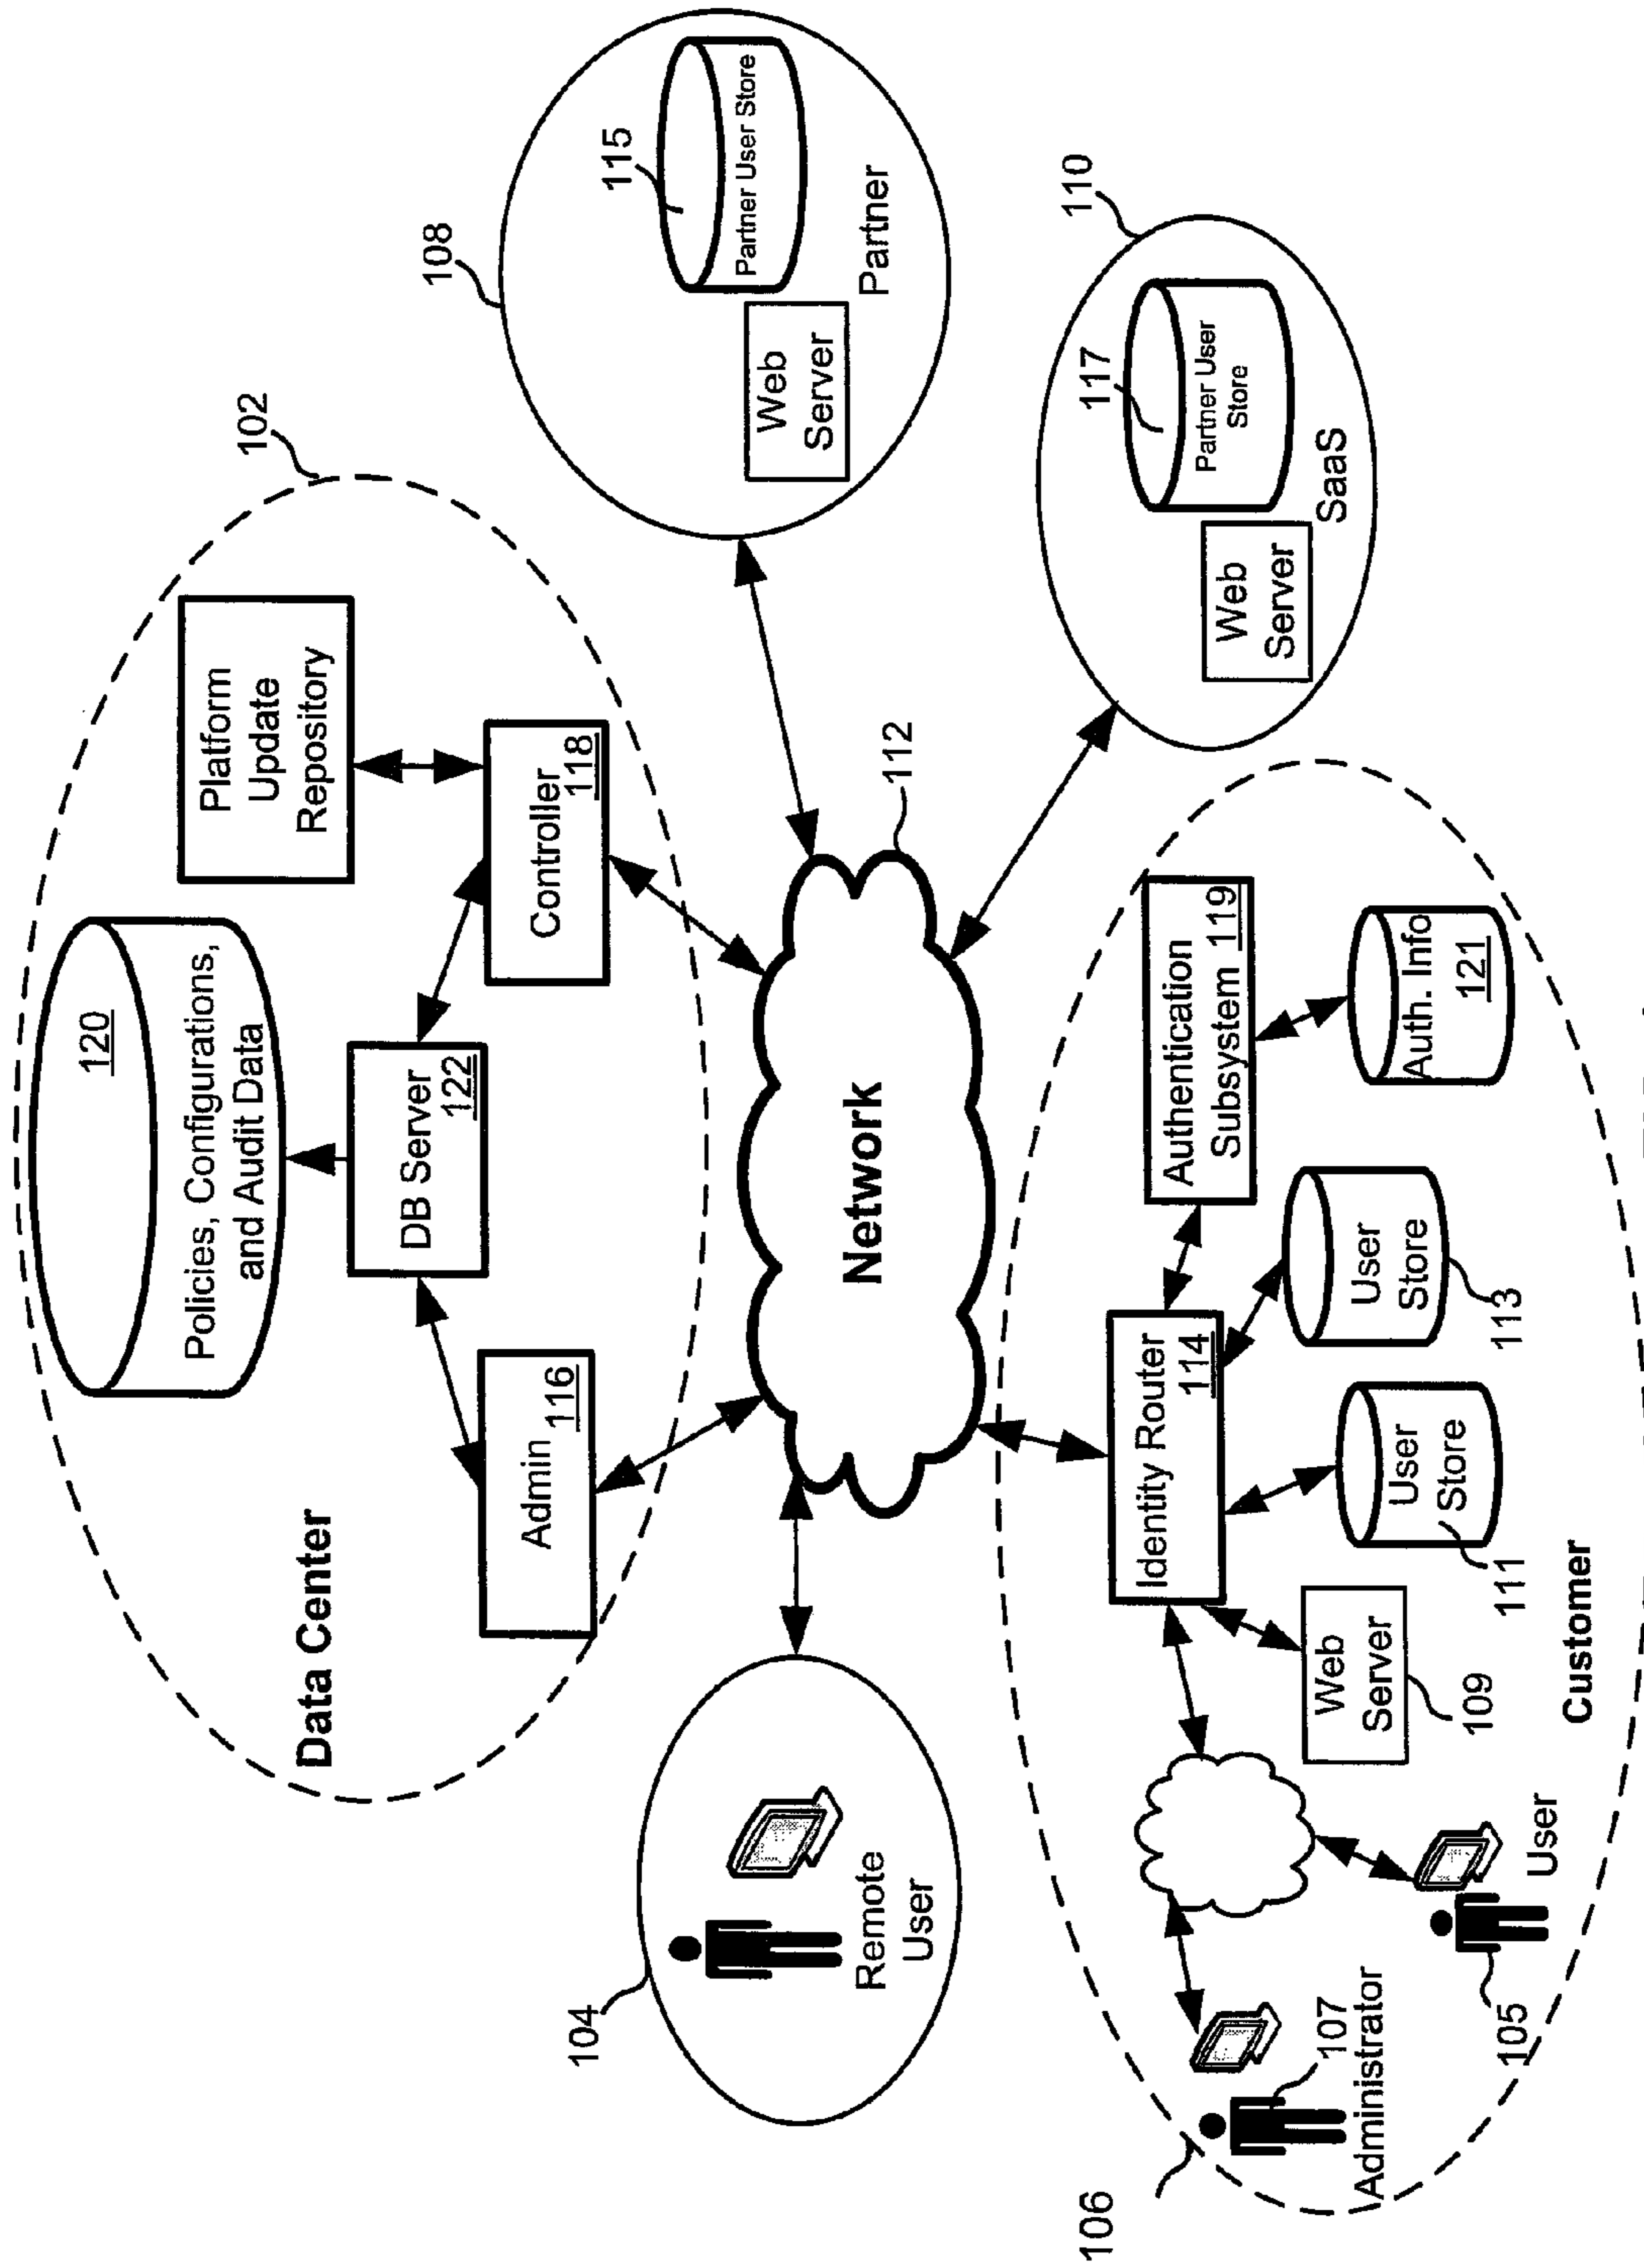 102
120
Policies, Configurations,
and Audit Data
Platform
Update
Repository
Data Center
DB Server
122
Admin
116
Controller
118
108
115
Partner User Store
Web
Server
Partner
104
Remote
User
Network
112
110
117
Partner User
Store
Web
Server
SaaS
106
107
Administrator
105
User
Identity Router
114
Authentication
Subsystem 119
Web
Server
109
User
Store
111
User
Store
113
Auth. Info
121
Customer